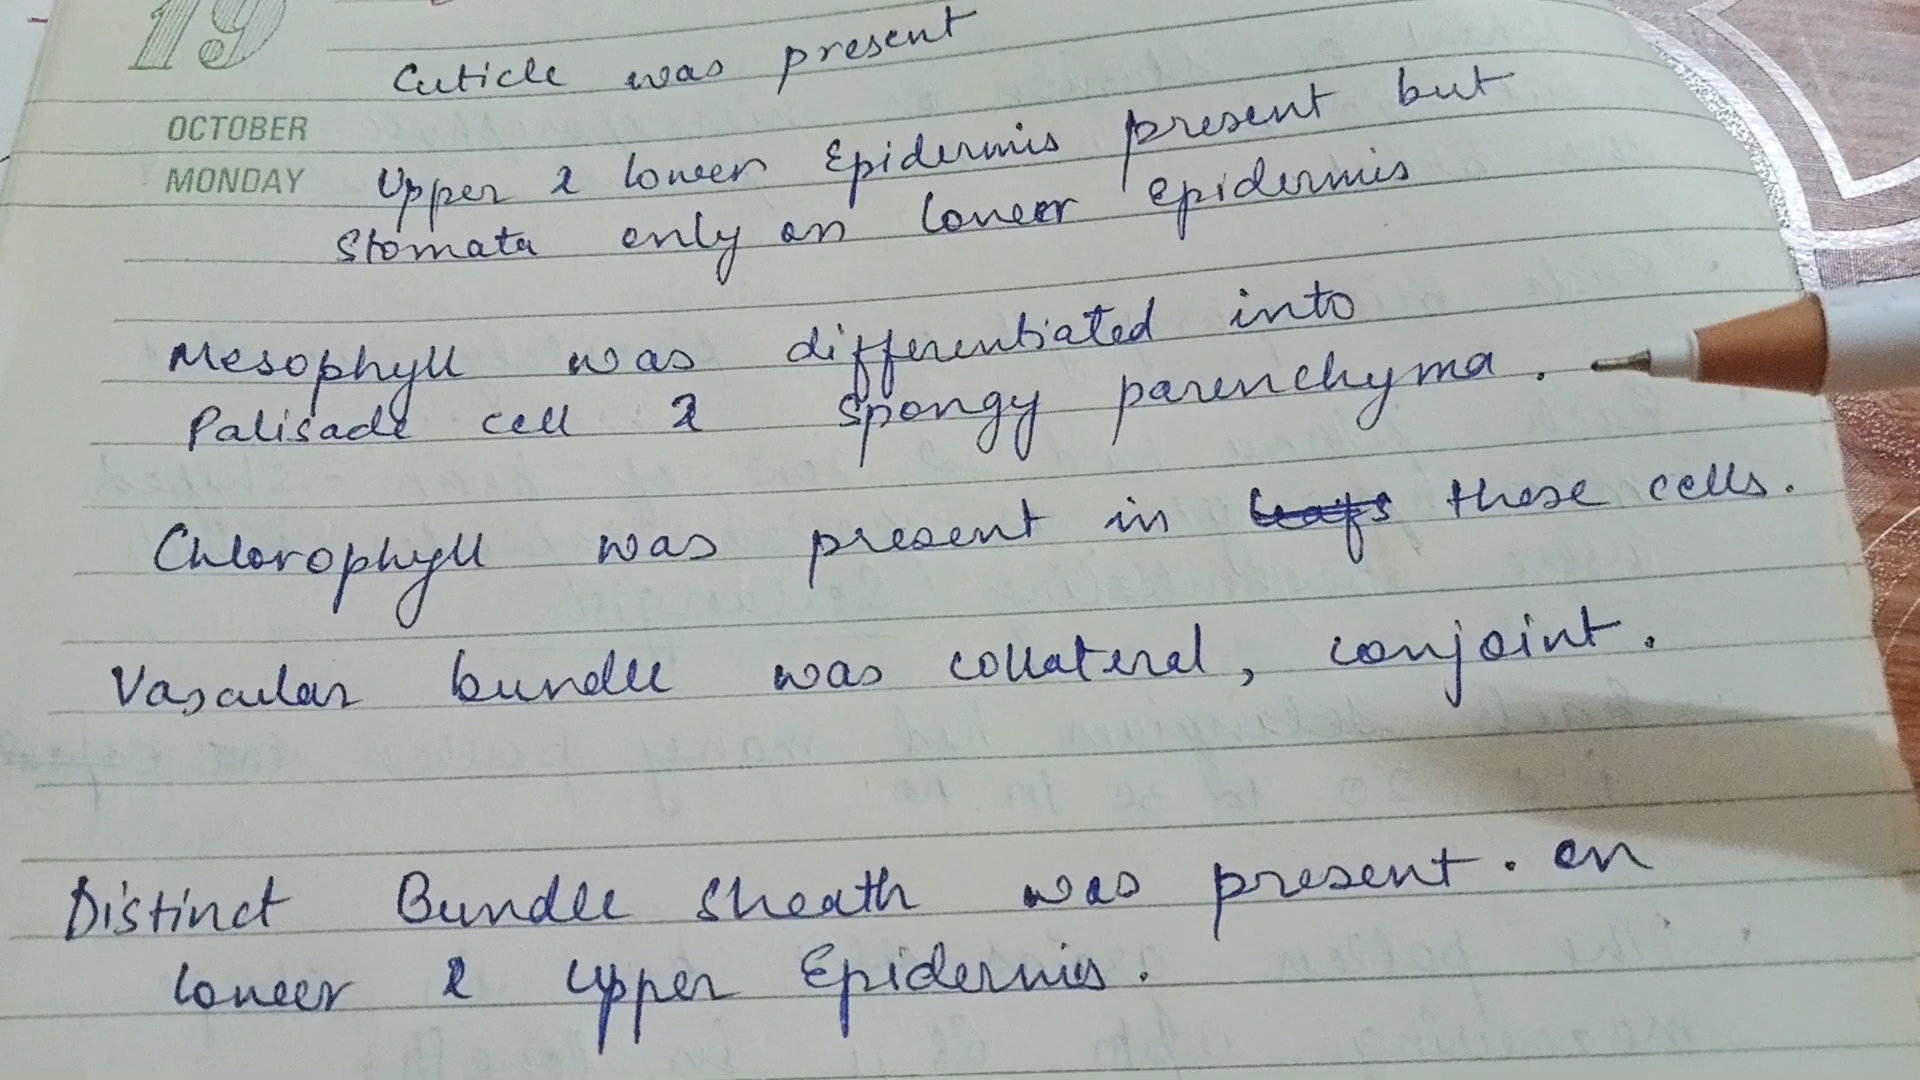 19
Cuticle was present
OCTOBER
MONDAY
Upper & lower Epidermis present but
Stomata only on lower epidermis
Mesophyll was differentiated into
Palisade cell & spongy parenchyma.
Chlorophyll was present in these cells.
Vascular bundle was collateral, conjoint.
Distinct Bundle sheath was present. on
lower & upper Epidermis.